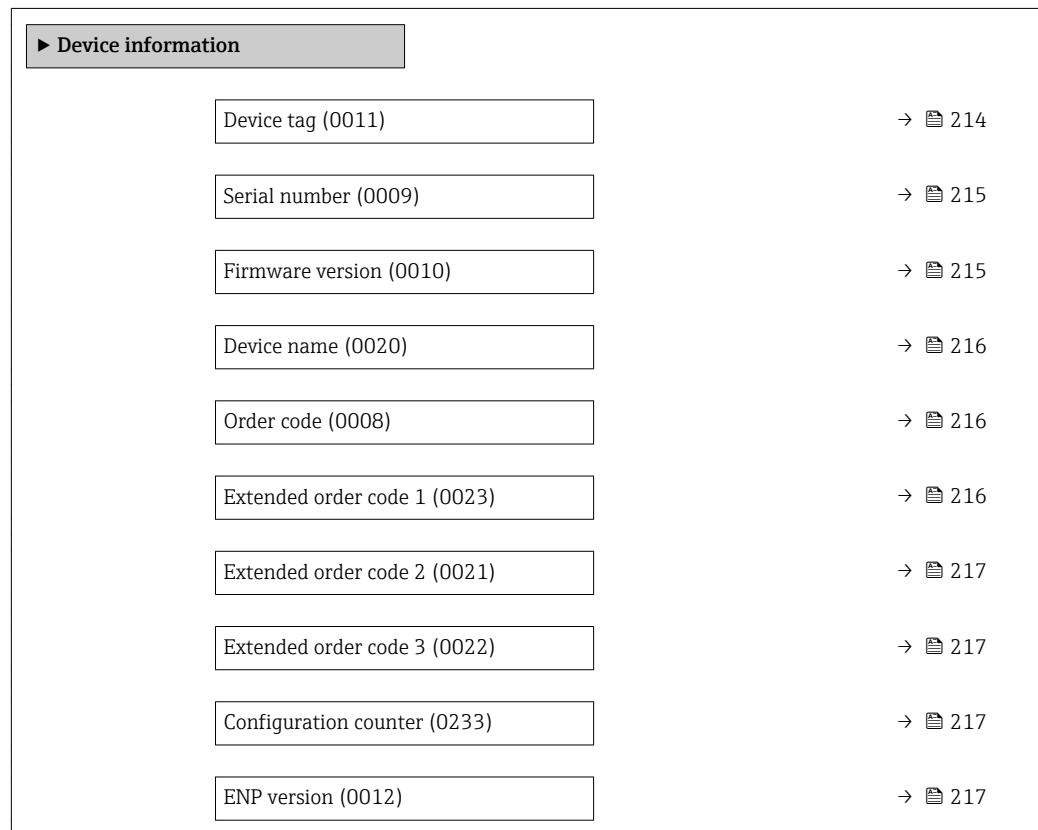 ▶ Device information
Device tag (0011) → 214
Serial number (0009) → 215
Firmware version (0010) → 215
Device name (0020) → 216
Order code (0008) → 216
Extended order code 1 (0023) → 216
Extended order code 2 (0021) → 217
Extended order code 3 (0022) → 217
Configuration counter (0233) → 217
ENP version (0012) → 217